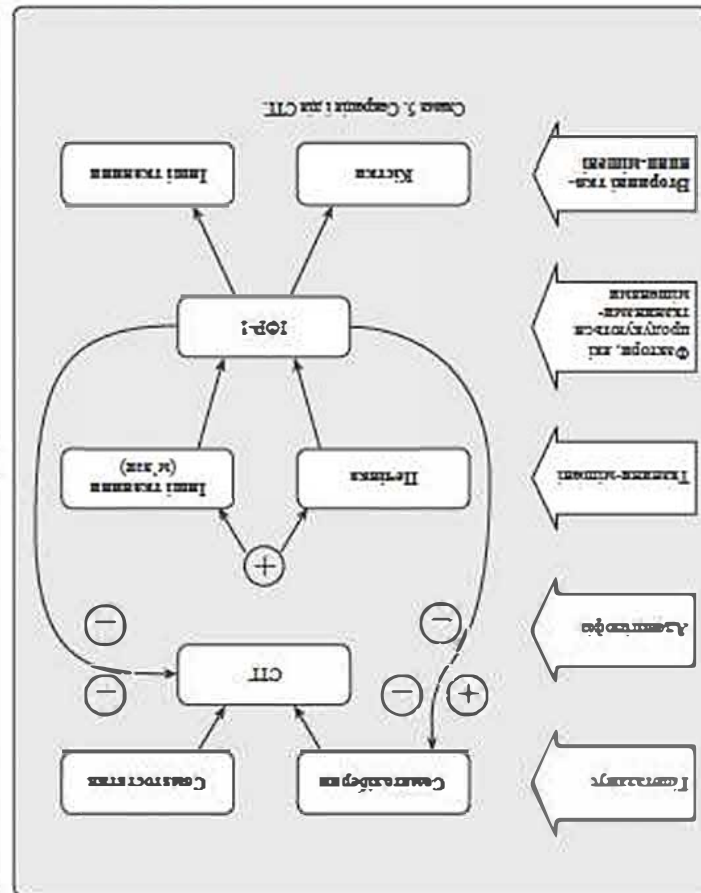 Гіпоталамус
Соматоліберин
Соматостатин
+
−
−
Аденогіпофіз
СТГ
−
−
+
Тканини-мішені
Печінка
Інші тканини
(м'язи)
Фактори, які
продукуються
тканинами-
мішенями
ІФР-1
Вторинні тка-
нини-мішені
Кістки
Інші тканини
Схема 5. Секреція і дія СТГ.